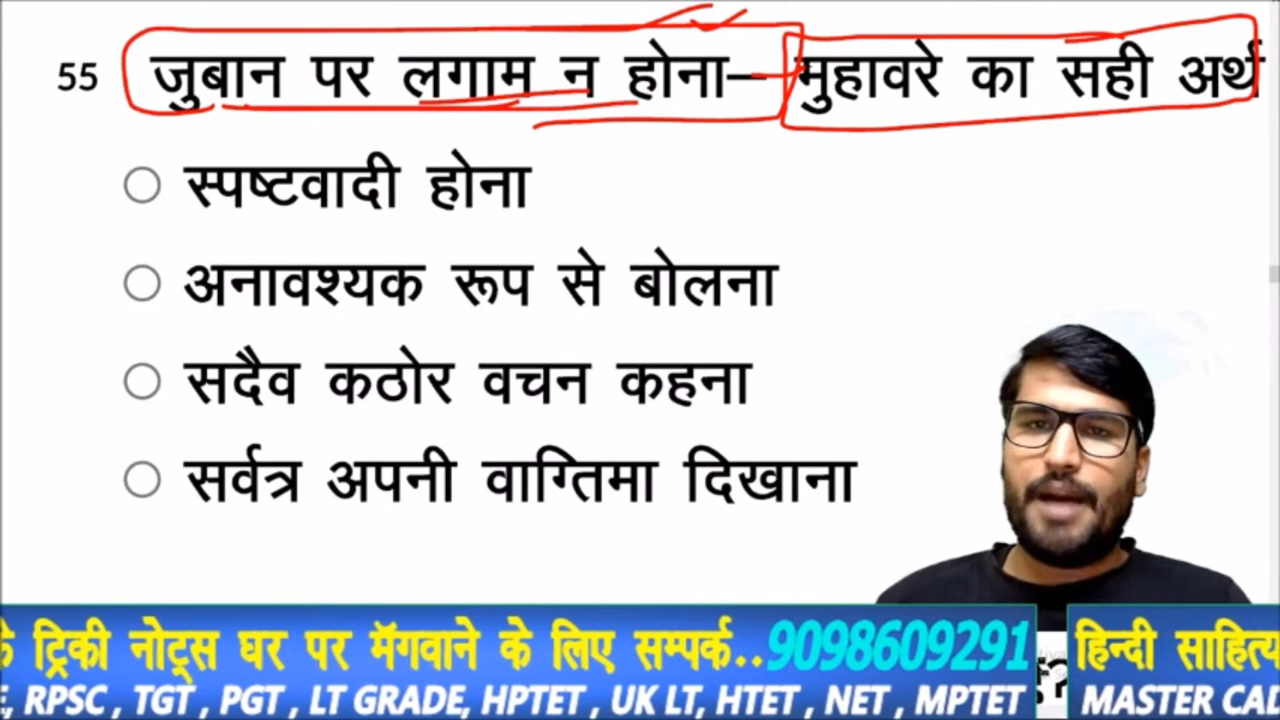 55 जुबान पर लगाम न होना– मुहावरे का सही अर्थ
स्पष्टवादी होना
अनावश्यक रूप से बोलना
सदैव कठोर वचन कहना
सर्वत्र अपनी वाग्तिमा दिखाना
के ट्रिकी नोट्स घर पर मँगवाने के लिए सम्पर्क..9098609291
हिन्दी साहित्य
, RPSC , TGT , PGT , LT GRADE, HPTET , UK LT, HTET , NET , MPTET
MASTER CAD